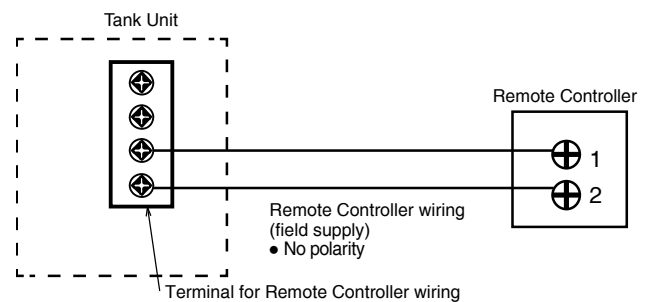 Tank Unit
Remote Controller
1
2
Remote Controller wiring
(field supply)
● No polarity
Terminal for Remote Controller wiring